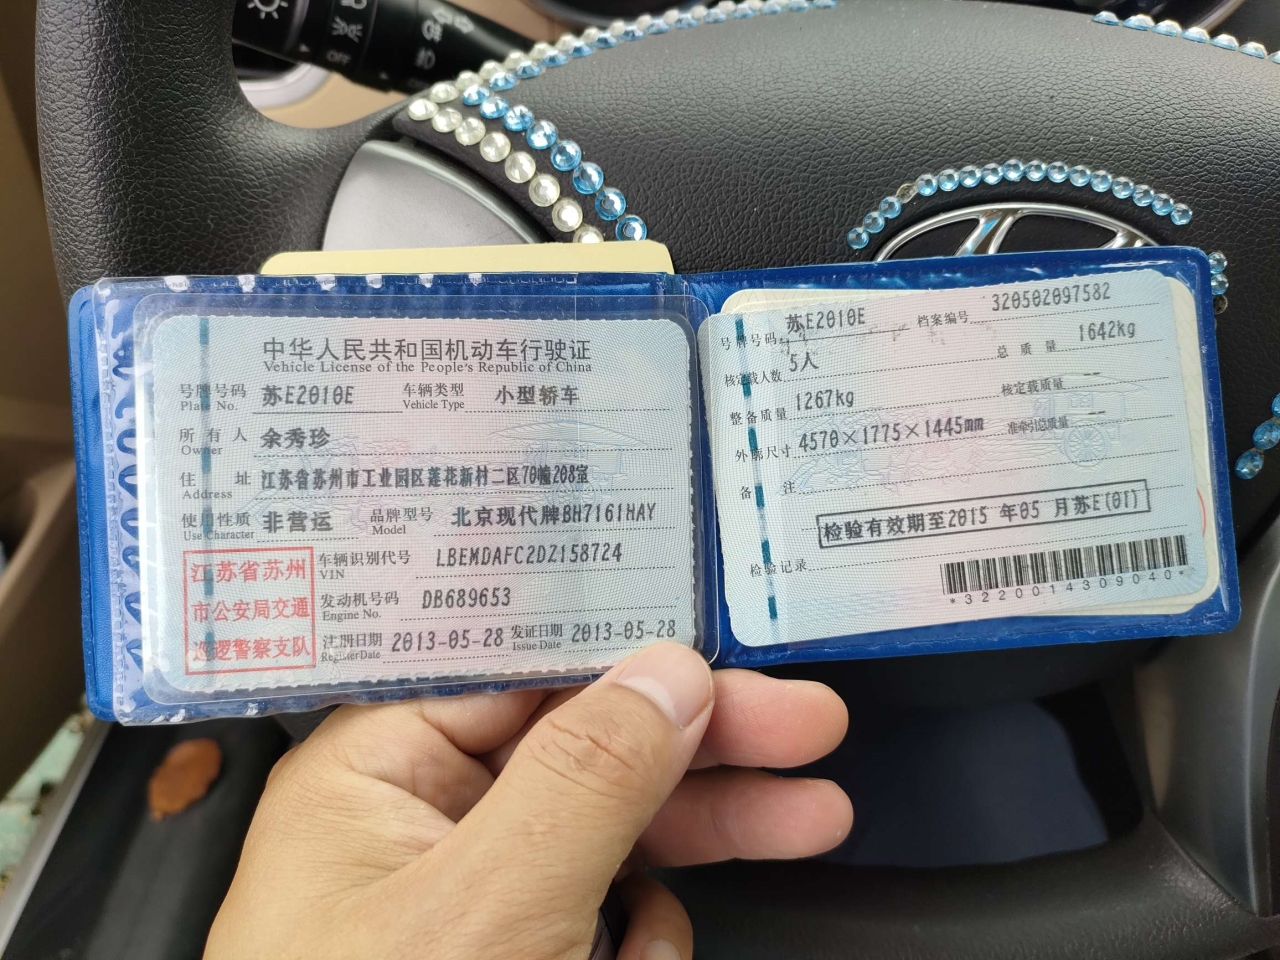 OFF
中华人民共和国机动车行驶证
Vehicle License of the People's Republic of China
号牌号码 苏E2010E 车辆类型 小型轿车
Plate No. Vehicle Type
所有人 余秀珍
Owner
住址 江苏省苏州市工业园区莲花新村二区70幢208室
Address
使用性质 非营运 品牌型号 北京现代牌BH7161HAY
Use Character Model
江苏省苏州
市公安局交通
巡逻警察支队
车辆识别代号 LBEMDAFC2DZ158724
VIN
发动机号码 DB689653
Engine No.
注册日期 2013-05-28 发证日期 2013-05-28
Register Date Issue Date
号牌号码 苏E2010E 档案编号 320502097582
核定载人数 5人 总质量 1642kg
整备质量 1267kg 核定载质量 --
外廓尺寸 4570×1775×1445mm 准牵引总质量 --
备注
检验有效期至2015年05月苏E(01)
检验记录
*3220014309040*